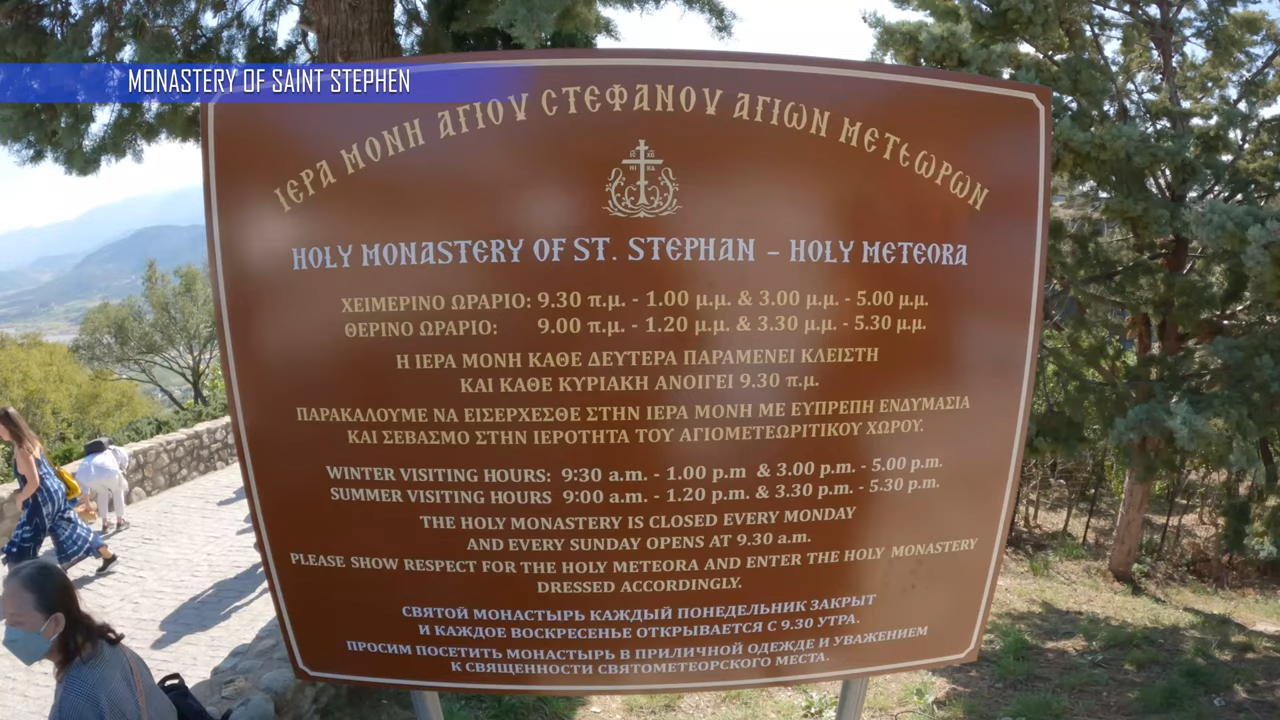 MONASTERY OF SAINT STEPHEN
ΙΕΡΑ ΜΟΝΗ ΑΓΙΟΥ ΣΤΕΦΑΝΟΥ ΑΓΙΩΝ ΜΕΤΕΩΡΩΝ
IC XC
NI KA
HOLY MONASTERY OF ST. STEPHAN – HOLY METEORA
ΧΕΙΜΕΡΙΝΟ ΩΡΑΡΙΟ: 9.30 π.μ. - 1.00 μ.μ. & 3.00 μ.μ. - 5.00 μ.μ.
ΘΕΡΙΝΟ ΩΡΑΡΙΟ: 9.00 π.μ. - 1.20 μ.μ. & 3.30 μ.μ. - 5.30 μ.μ.
Η ΙΕΡΑ ΜΟΝΗ ΚΑΘΕ ΔΕΥΤΕΡΑ ΠΑΡΑΜΕΝΕΙ ΚΛΕΙΣΤΗ
ΚΑΙ ΚΑΘΕ ΚΥΡΙΑΚΗ ΑΝΟΙΓΕΙ 9.30 π.μ.
ΠΑΡΑΚΑΛΟΥΜΕ ΝΑ ΕΙΣΕΡΧΕΣΘΕ ΣΤΗΝ ΙΕΡΑ ΜΟΝΗ ΜΕ ΕΥΠΡΕΠΗ ΕΝΔΥΜΑΣΙΑ
ΚΑΙ ΣΕΒΑΣΜΟ ΣΤΗΝ ΙΕΡΟΤΗΤΑ ΤΟΥ ΑΓΙΟΜΕΤΕΩΡΙΤΙΚΟΥ ΧΩΡΟΥ.
WINTER VISITING HOURS: 9:30 a.m. - 1.00 p.m & 3.00 p.m. - 5.00 p.m.
SUMMER VISITING HOURS 9:00 a.m. - 1.20 p.m. & 3.30 p.m. - 5.30 p.m.
THE HOLY MONASTERY IS CLOSED EVERY MONDAY
AND EVERY SUNDAY OPENS AT 9.30 a.m.
PLEASE SHOW RESPECT FOR THE HOLY METEORA AND ENTER THE HOLY MONASTERY
DRESSED ACCORDINGLY.
СВЯТОЙ МОНАСТЫРЬ КАЖДЫЙ ПОНЕДЕЛЬНИК ЗАКРЫТ
И КАЖДОЕ ВОСКРЕСЕНЬЕ ОТКРЫВАЕТСЯ С 9.30 УТРА.
ПРОСИМ ПОСЕТИТЬ МОНАСТЫРЬ В ПРИЛИЧНОЙ ОДЕЖДЕ И УВАЖЕНИЕМ
К СВЯЩЕННОСТИ СВЯТОМЕТЕОРСКОГО МЕСТА.